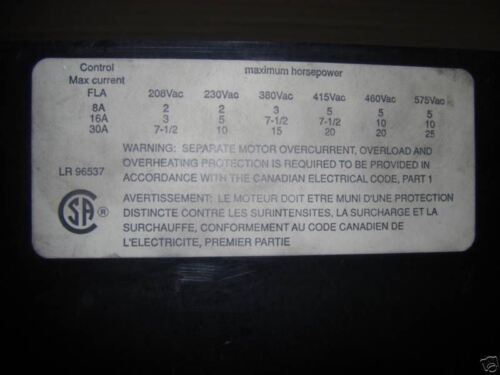 Control maximum horsepower
Max current
FLA 208Vac 230Vac 380Vac 415Vac 460Vac 575Vac
8A 2 2 3 5 5 5
16A 3 5 7-1/2 7-1/2 10 10
30A 7-1/2 10 15 20 20 25
WARNING: SEPARATE MOTOR OVERCURRENT, OVERLOAD AND
OVERHEATING PROTECTION IS REQUIRED TO BE PROVIDED IN
LR 96537 ACCORDANCE WITH THE CANADIAN ELECTRICAL CODE, PART 1
SA ®
AVERTISSEMENT: LE MOTEUR DOIT ETRE MUNI D'UNE PROTECTION
DISTINCTE CONTRE LES SURINTENSITES, LA SURCHARGE ET LA
SURCHAUFFE, CONFORMEMENT AU CODE CANADIEN DE
L'ELECTRICITE, PREMIER PARTIE